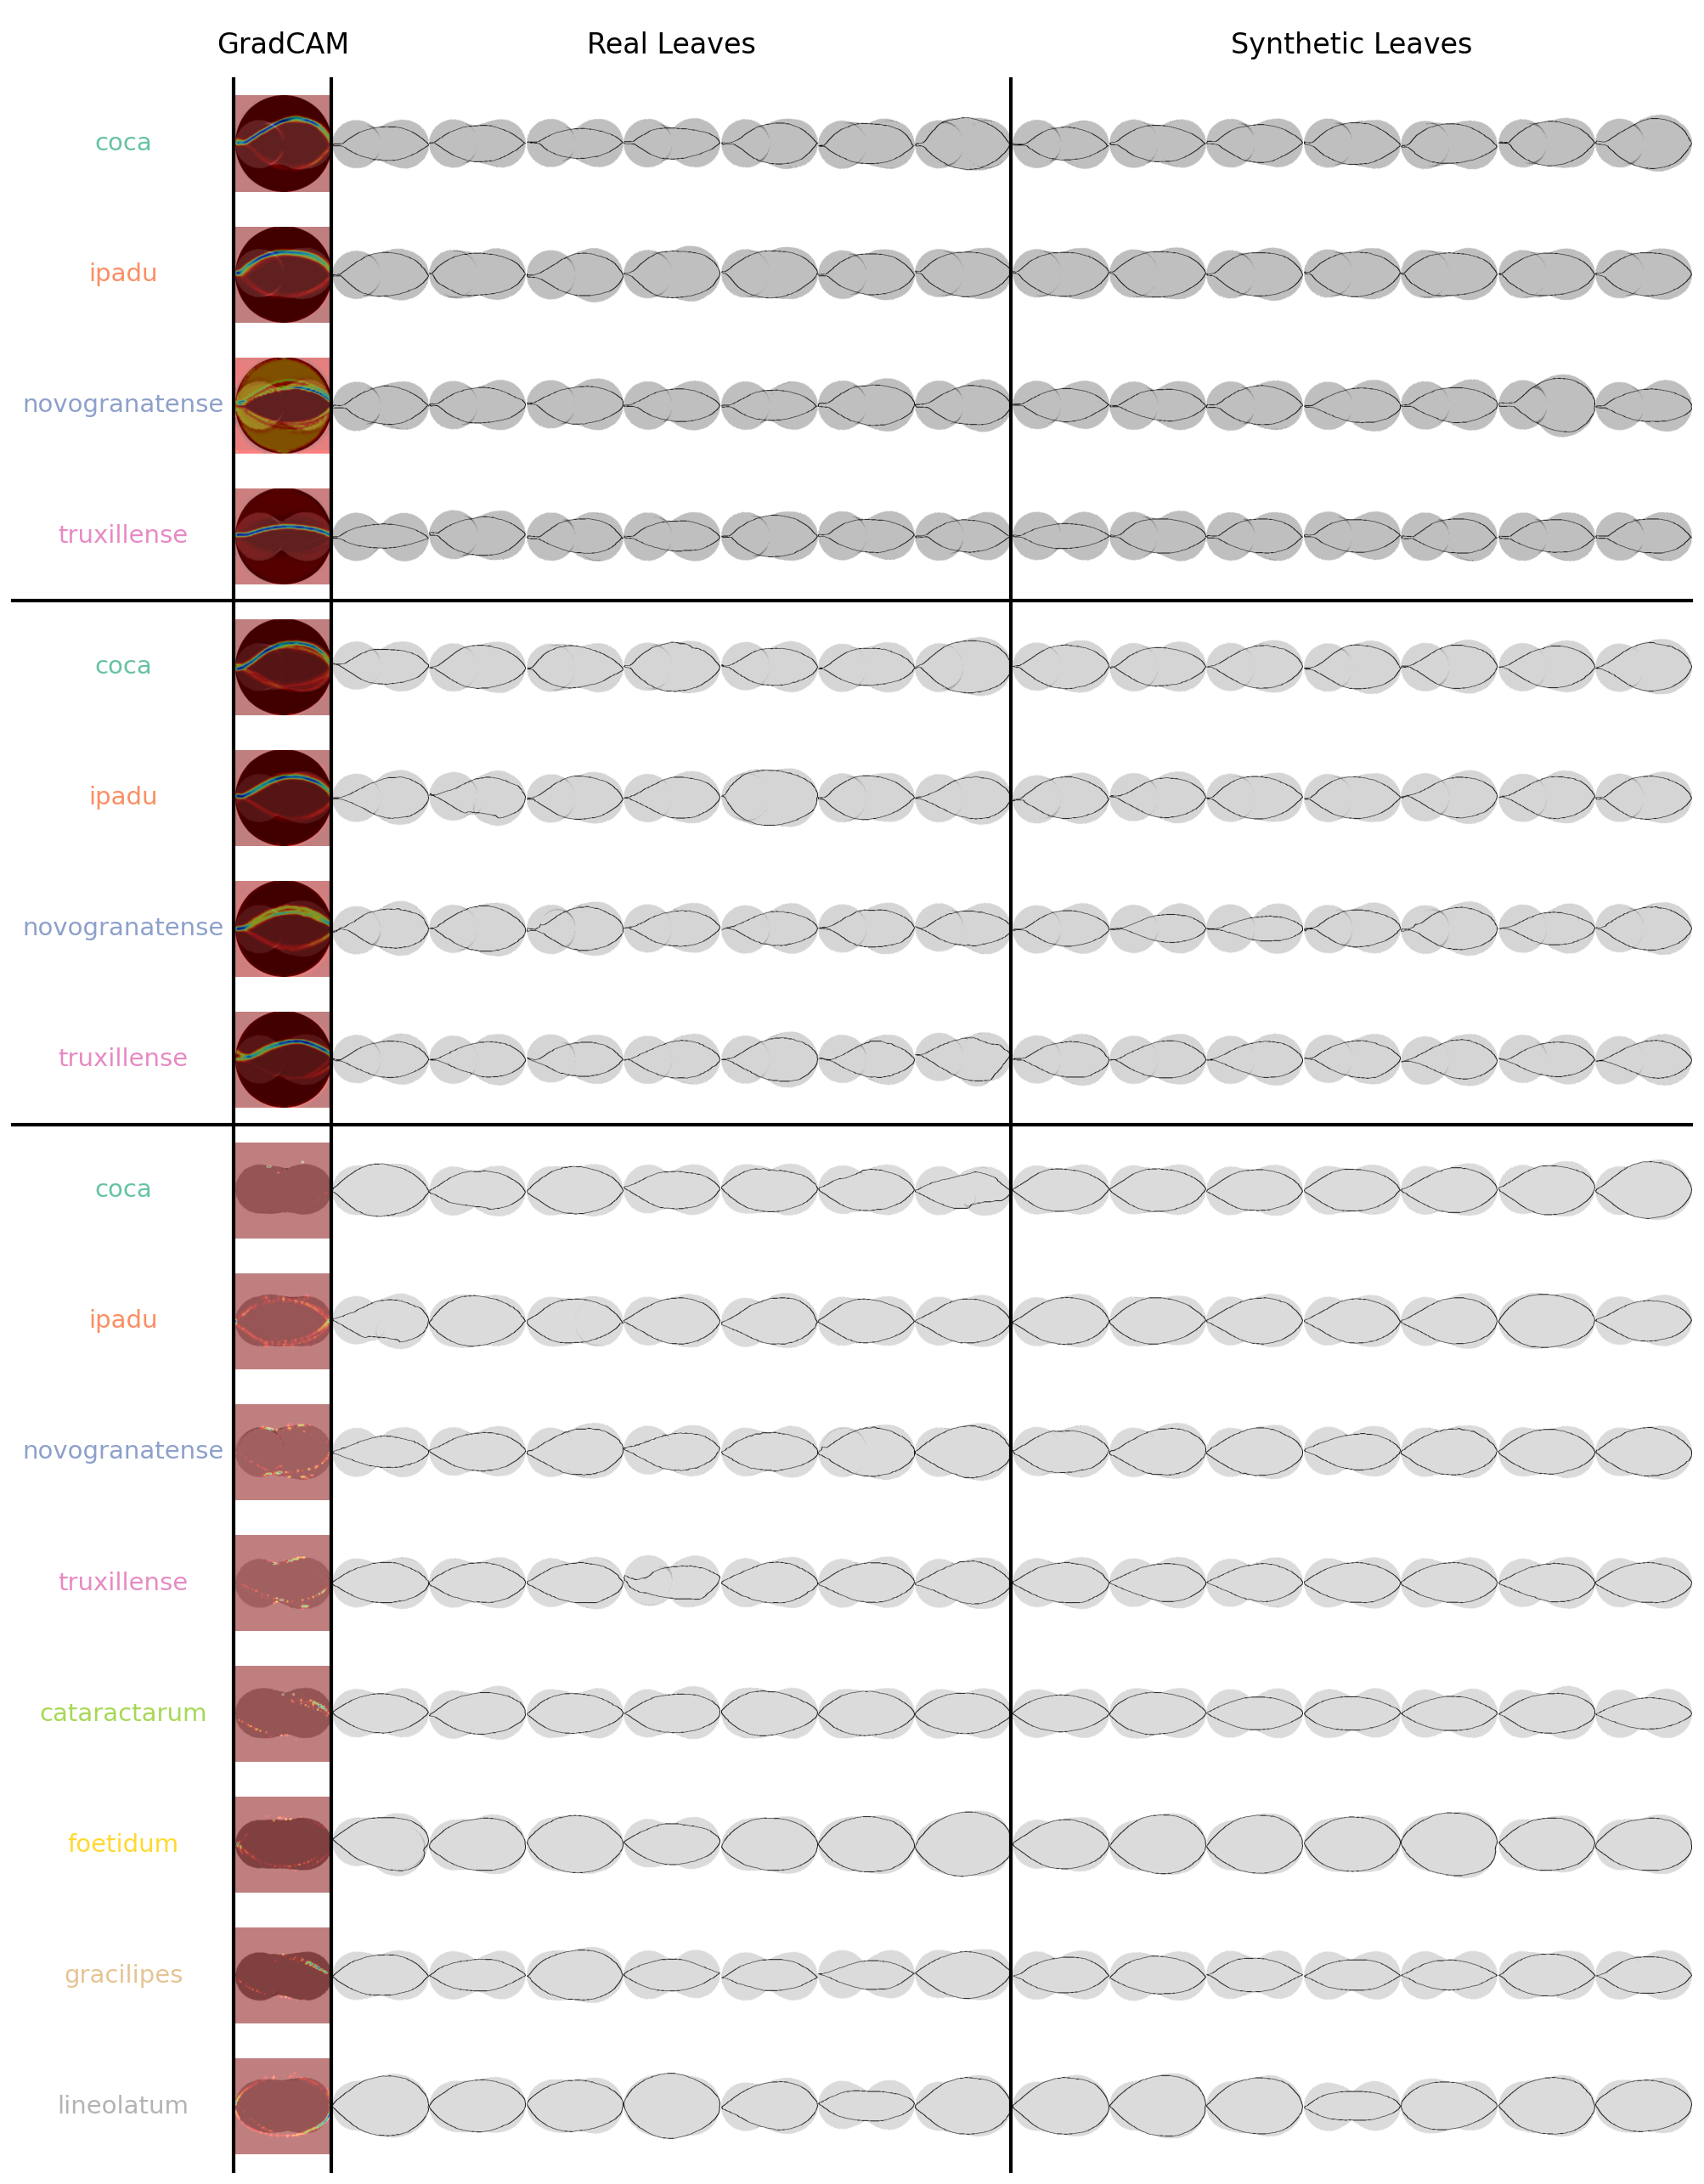 GradCAM Real Leaves Synthetic Leaves
coca
ipadu
novogranatense
truxillense
coca
ipadu
novogranatense
truxillense
coca
ipadu
novogranatense
truxillense
cataractarum
foetidum
gracilipes
lineolatum